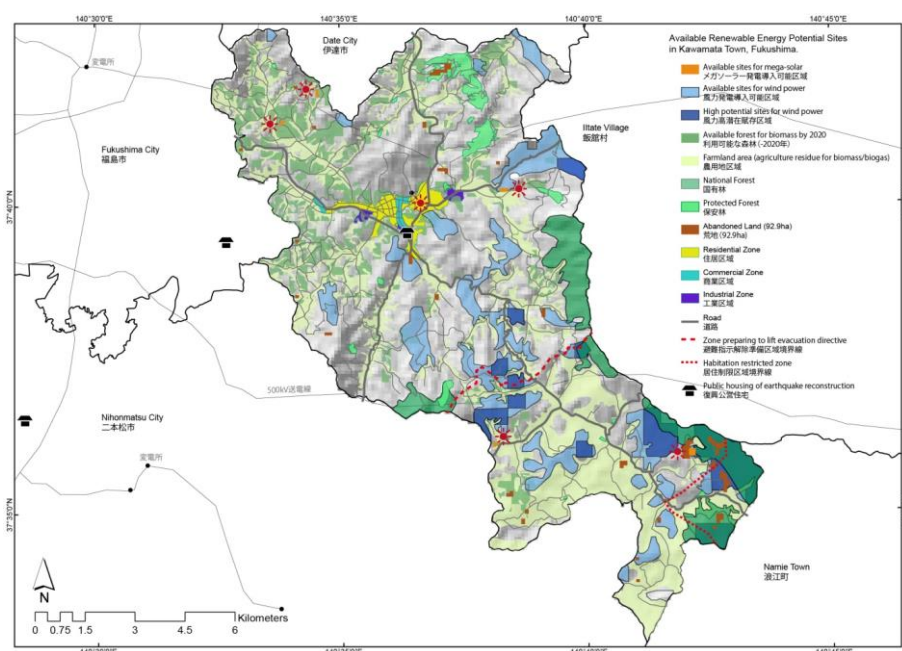 140°30'0"E
140°35'0"E
140°40'0"E
140°45'0"E
Date City
伊達市
変電所
Available Renewable Energy Potential Sites
in Kawamata Town, Fukushima.
Available sites for mega-solar
メガソーラー発電導入可能区域
Available sites for wind power
風力発電導入可能区域
High potential sites for wind power
風力高潜在賦存区域
Available forest for biomass by 2020
利用可能な森林(-2020年)
Farmland area (agriculture residue for biomass/biogas)
農用地区域
National Forest
国有林
Protected Forest
保安林
Abandoned Land (92.9ha)
荒地(92.9ha)
Residential Zone
住居区域
Commercial Zone
商業区域
Industrial Zone
工業区域
Road
道路
Zone preparing to lift evacuation directive
避難指示解除準備区域境界線
Habitation restricted zone
居住制限区域境界線
Public housing of earthquake reconstruction
復興公営住宅
Fukushima City
福島市
Iitate Village
飯舘村
37°40'0"N
500kV送電線
Nihonmatsu City
二本松市
変電所
37°35'0"N
Namie Town
浪江町
N
Kilometers
0 0.75 1.5 3 4.5 6